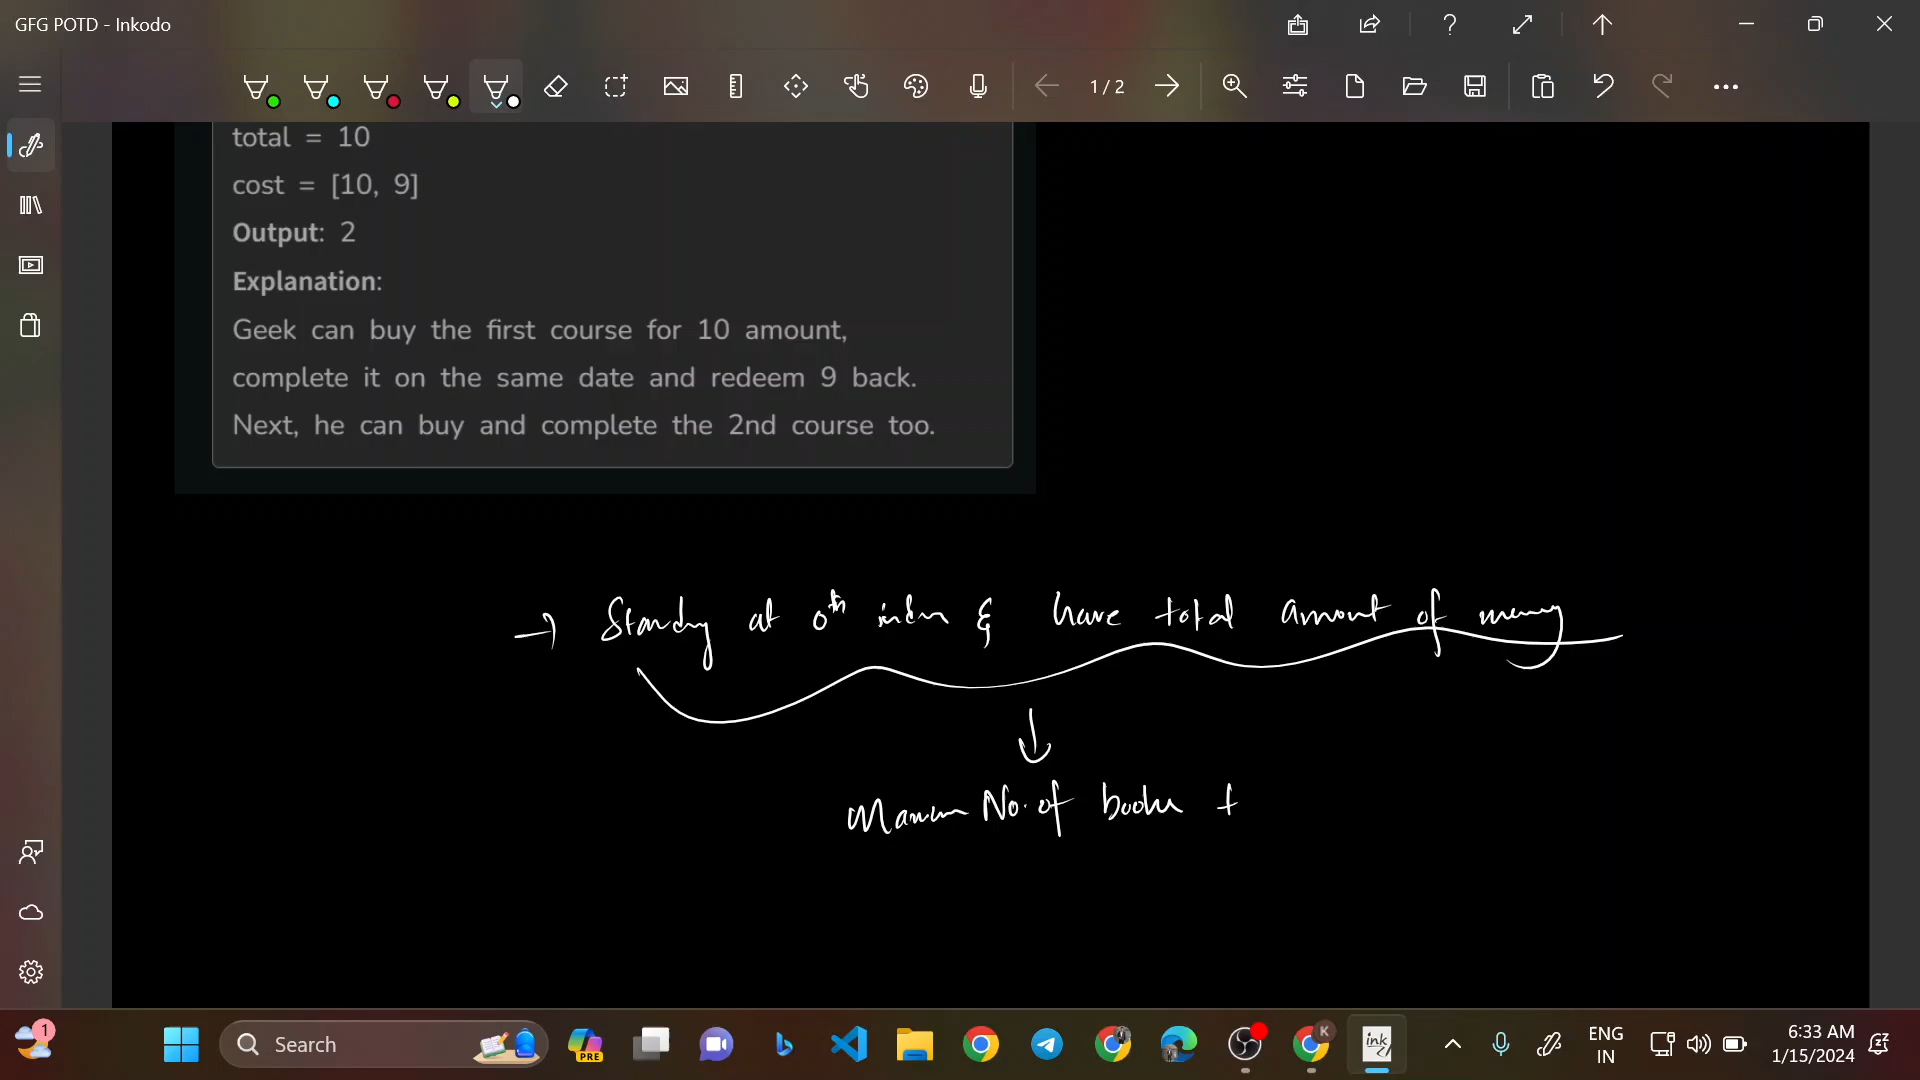 GFG POTD - Inkodo
1 / 2
total = 10
cost = [10, 9]
Output: 2
Explanation:
Geek can buy the first course for 10 amount,
complete it on the same date and redeem 9 back.
Next, he can buy and complete the 2nd course too.
→ Standing at 0th index & have total amount of money
No. of books
1
Search
PRE
K
ink
ENG
IN
6:33 AM
1/15/2024